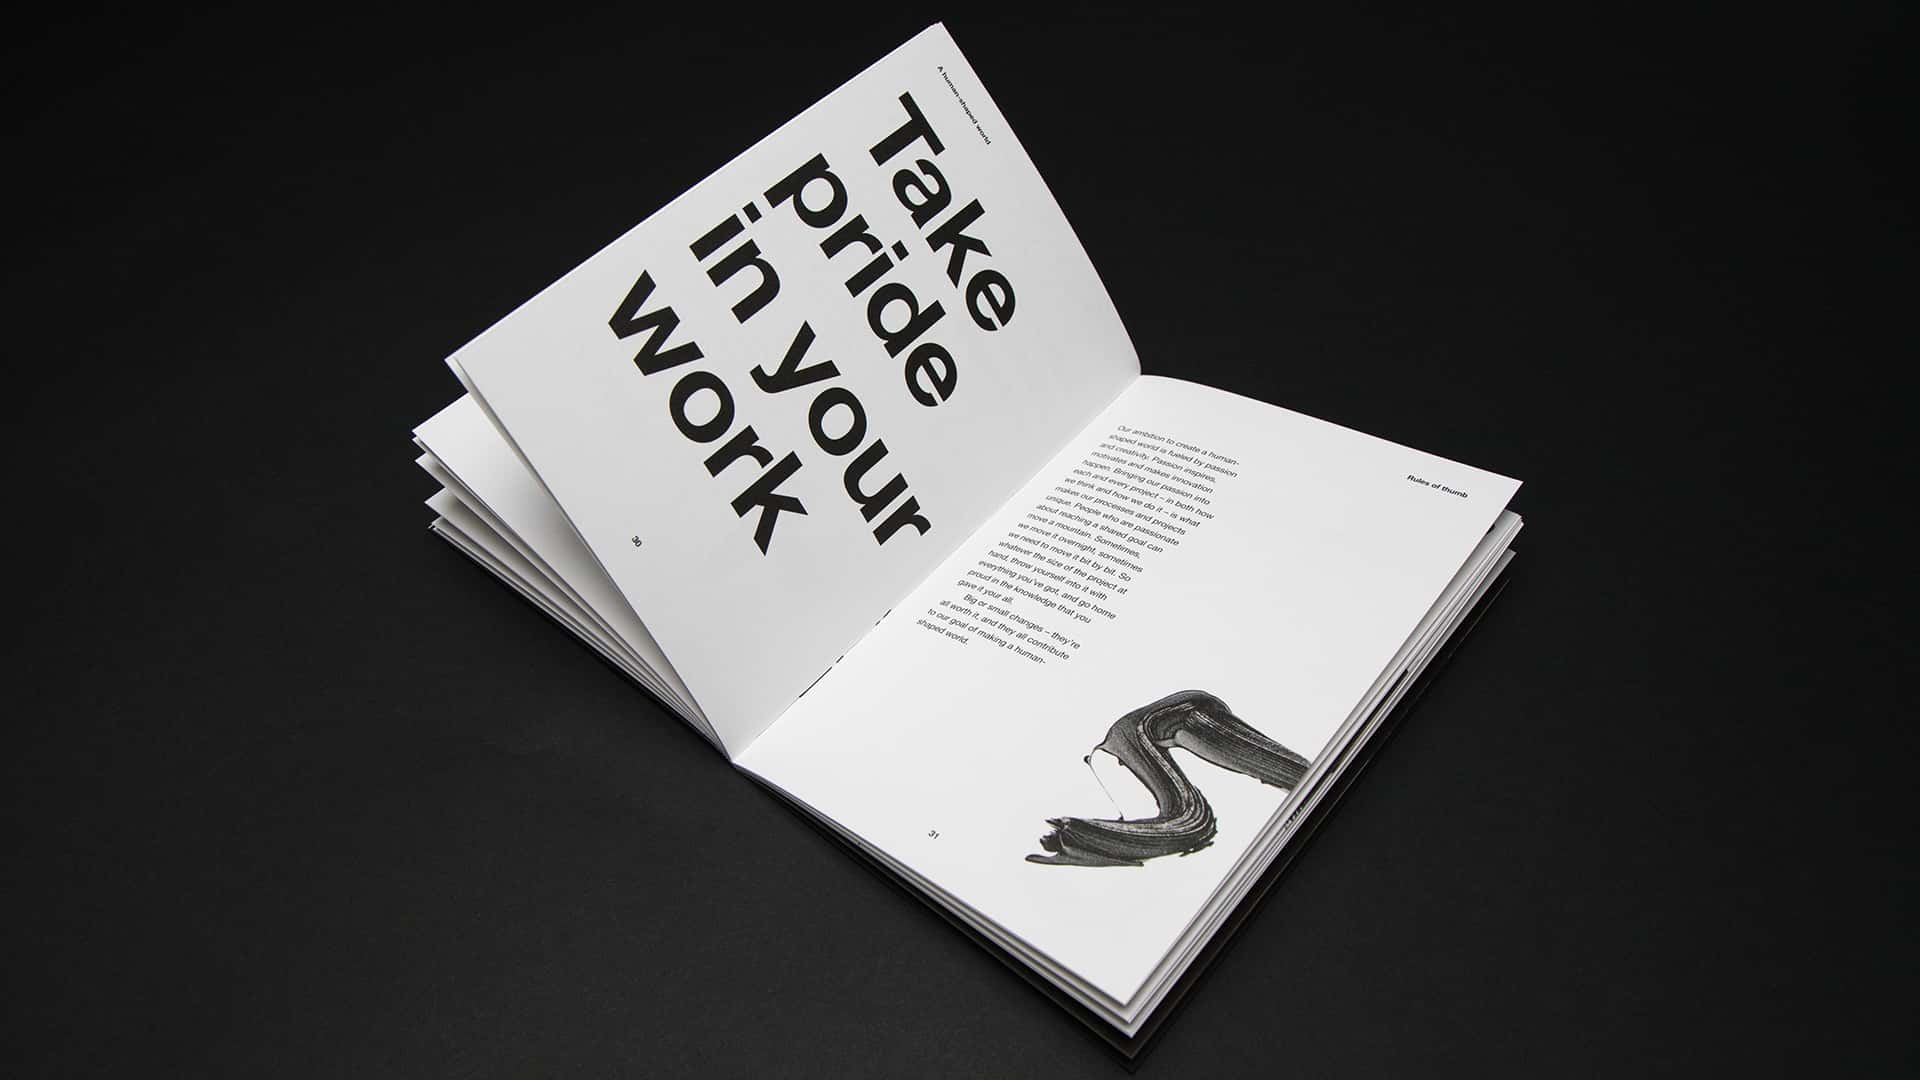 A human-shaped world
Take
pride
in your
work
30
Rules of thumb
Our ambition to create a human-
shaped world is fueled by passion
and creativity. Passion inspires,
motivates and makes innovation
happen. Bringing our passion into
each and every project – in both how
we think and how we do it – is what
makes our processes and projects
unique. People who are passionate
about reaching a shared goal can
move a mountain. Sometimes,
we move it overnight, sometimes
we need to move it bit by bit. So
whatever the size of the project at
hand, throw yourself into it with
everything you've got, and go home
proud in the knowledge that you
gave it your all.
Big or small changes – they're
all worth it, and they all contribute
to our goal of making a human-
shaped world.
31